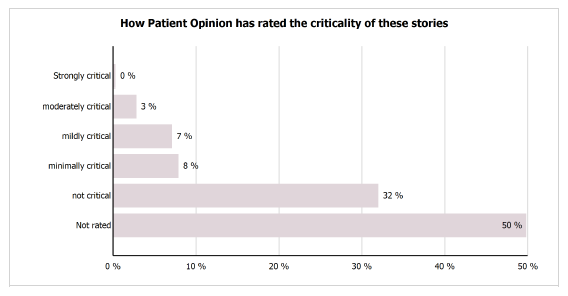 How Patient Opinion has rated the criticality of these stories
Strongly critical 0 %
moderately critical 3 %
mildly critical 7 %
minimally critical 8 %
not critical 32 %
Not rated 50 %
0 % 10 % 20 % 30 % 40 % 50 %